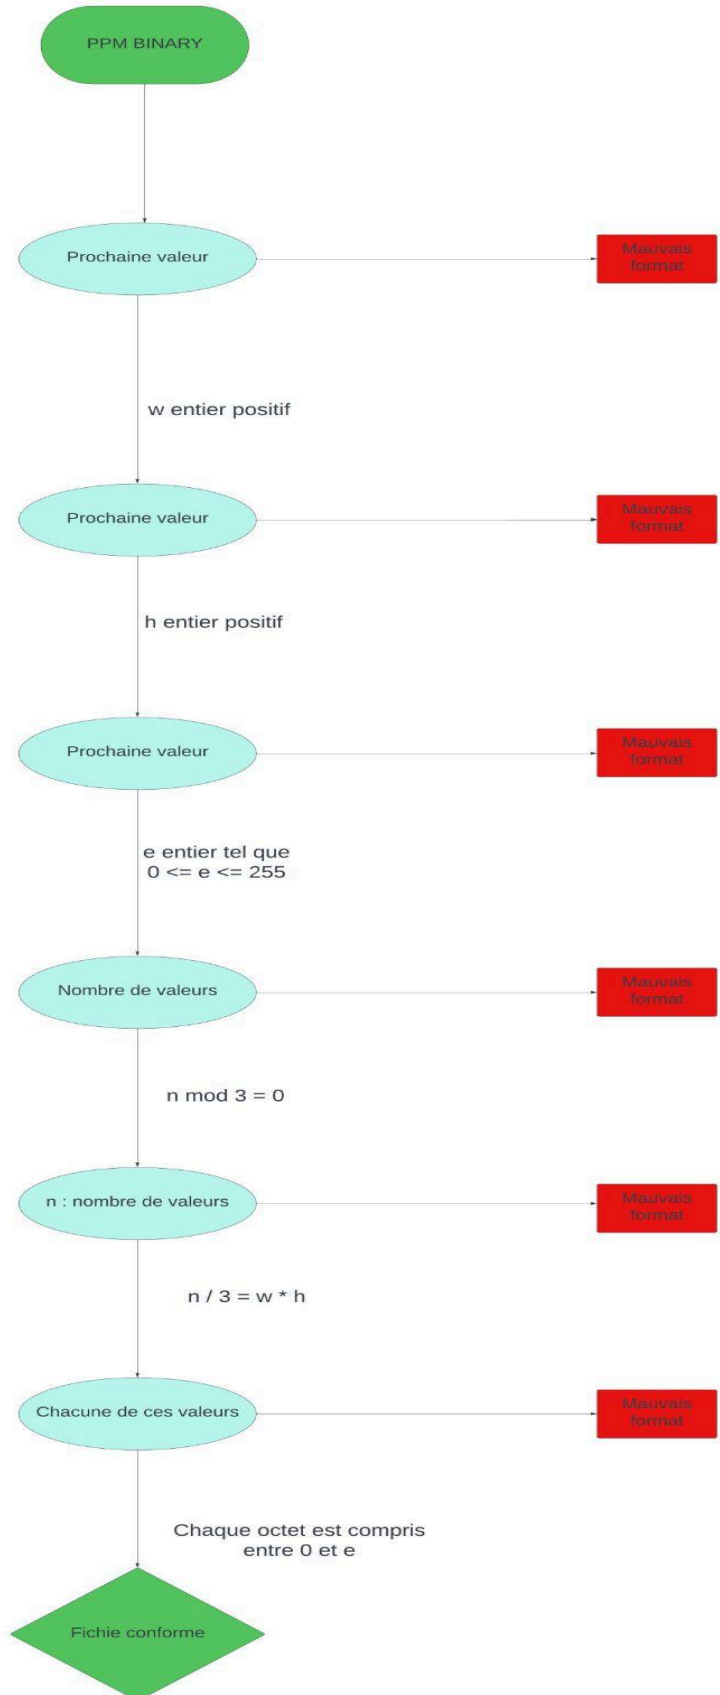 PPM BINARY
Prochaine valeur
Mauvais
format
w entier positif
Prochaine valeur
Mauvais
format
h entier positif
Prochaine valeur
Mauvais
format
e entier tel que
0 <= e <= 255
Nombre de valeurs
Mauvais
format
n mod 3 = 0
n : nombre de valeurs
Mauvais
format
n / 3 = w * h
Chacune de ces valeurs
Mauvais
format
Chaque octet est compris
entre 0 et e
Fichie conforme